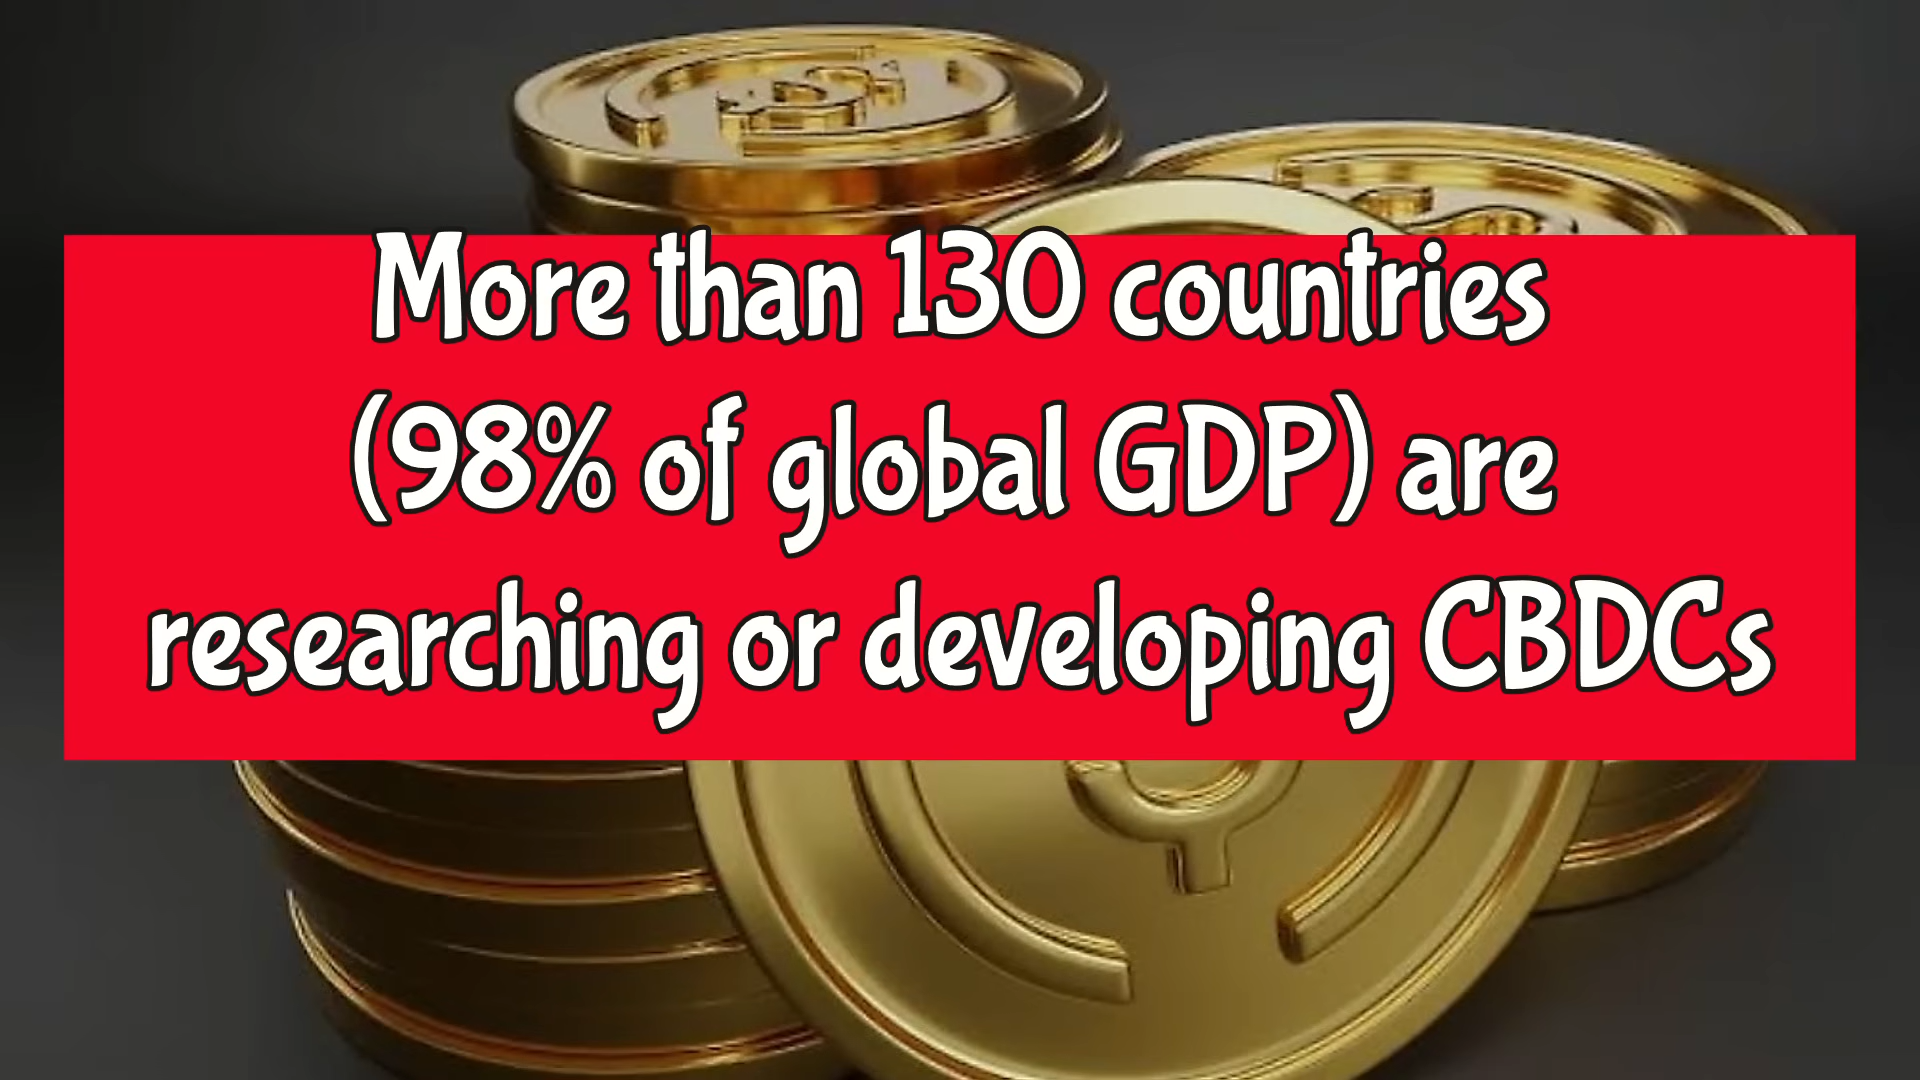 More than 130 countries
(98% of global GDP) are
researching or developing CBDCs